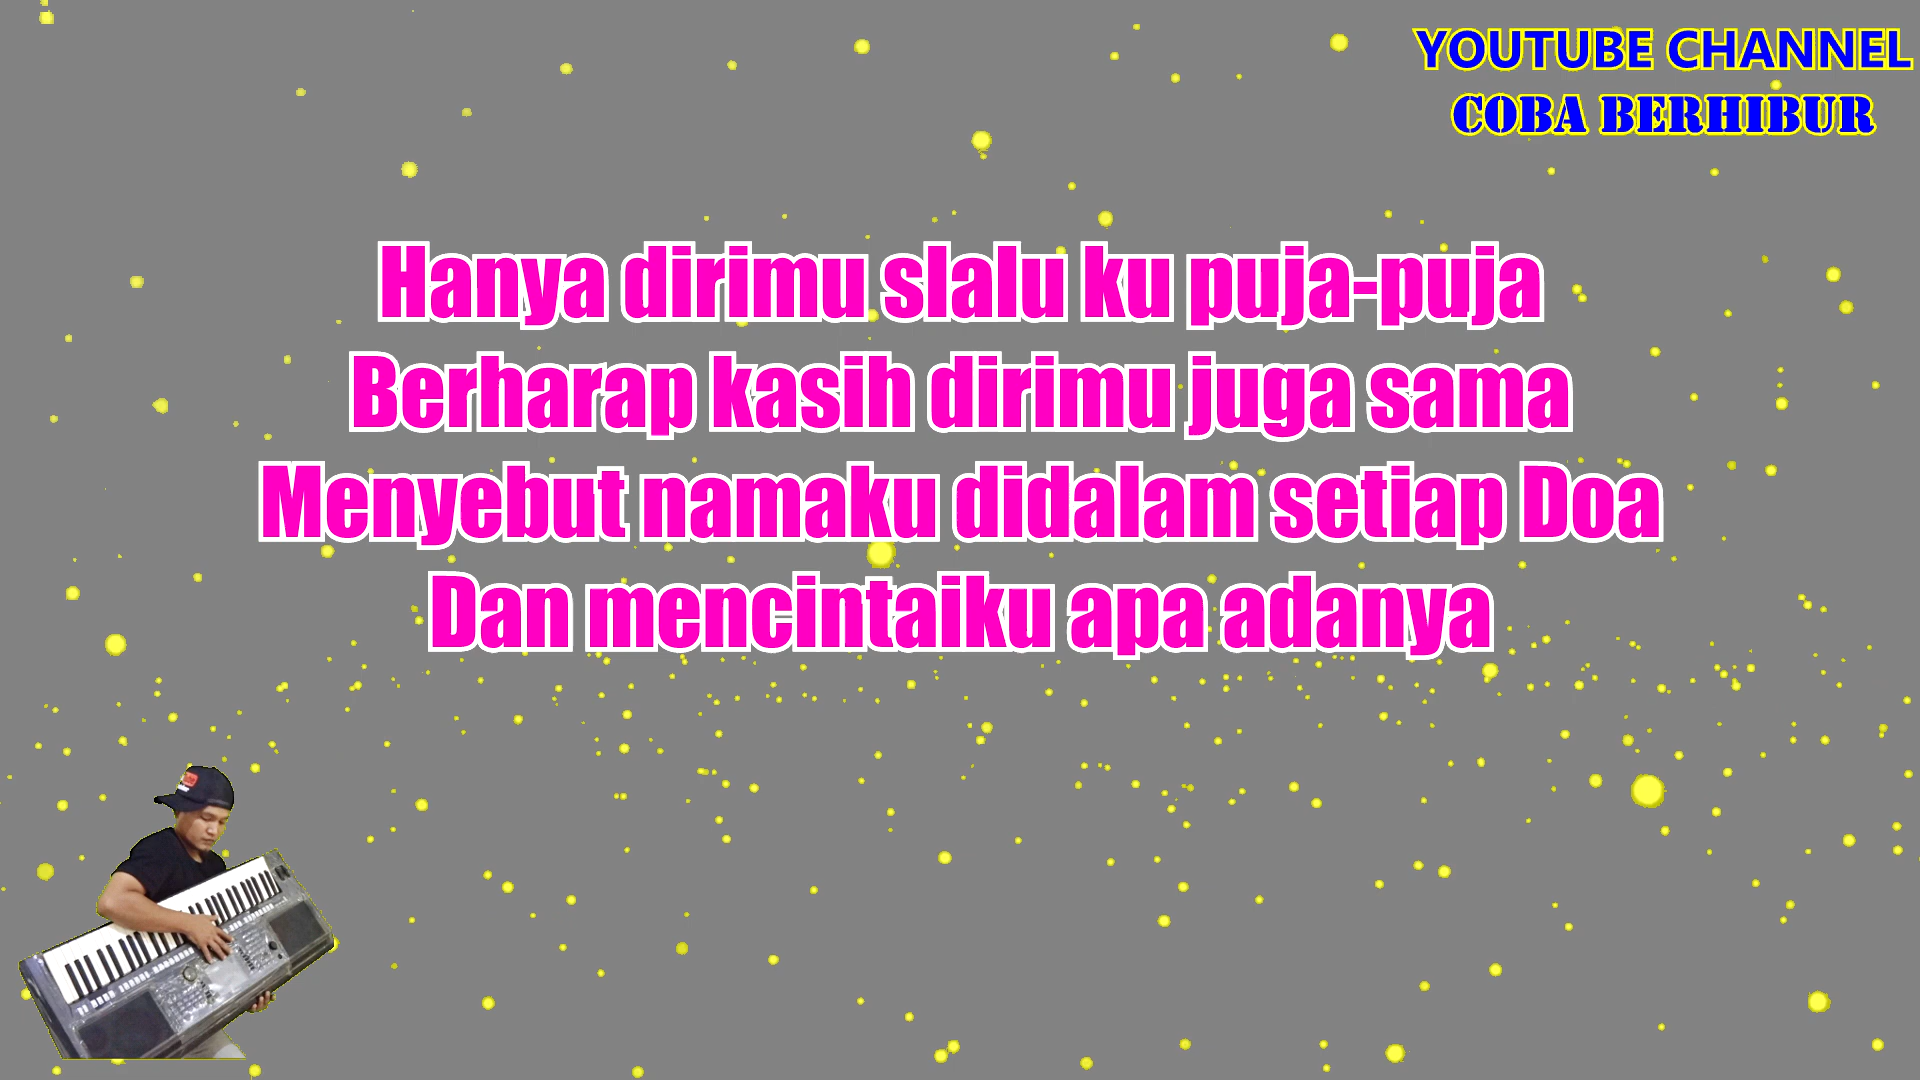 YOUTUBE CHANNEL
COBA BERHIBUR
Hanya dirimu slalu ku puja-puja
Berharap kasih dirimu juga sama
Menyebut namaku didalam setiap Doa
Dan mencintaiku apa adanya